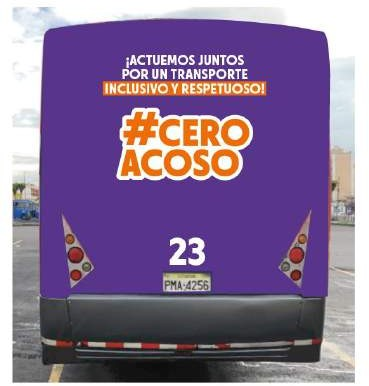 ¡ACTUEMOS JUNTOS
POR UN TRANSPORTE
INCLUSIVO Y RESPETUOSO!
#CERO
ACOSO
23
PMA-4256